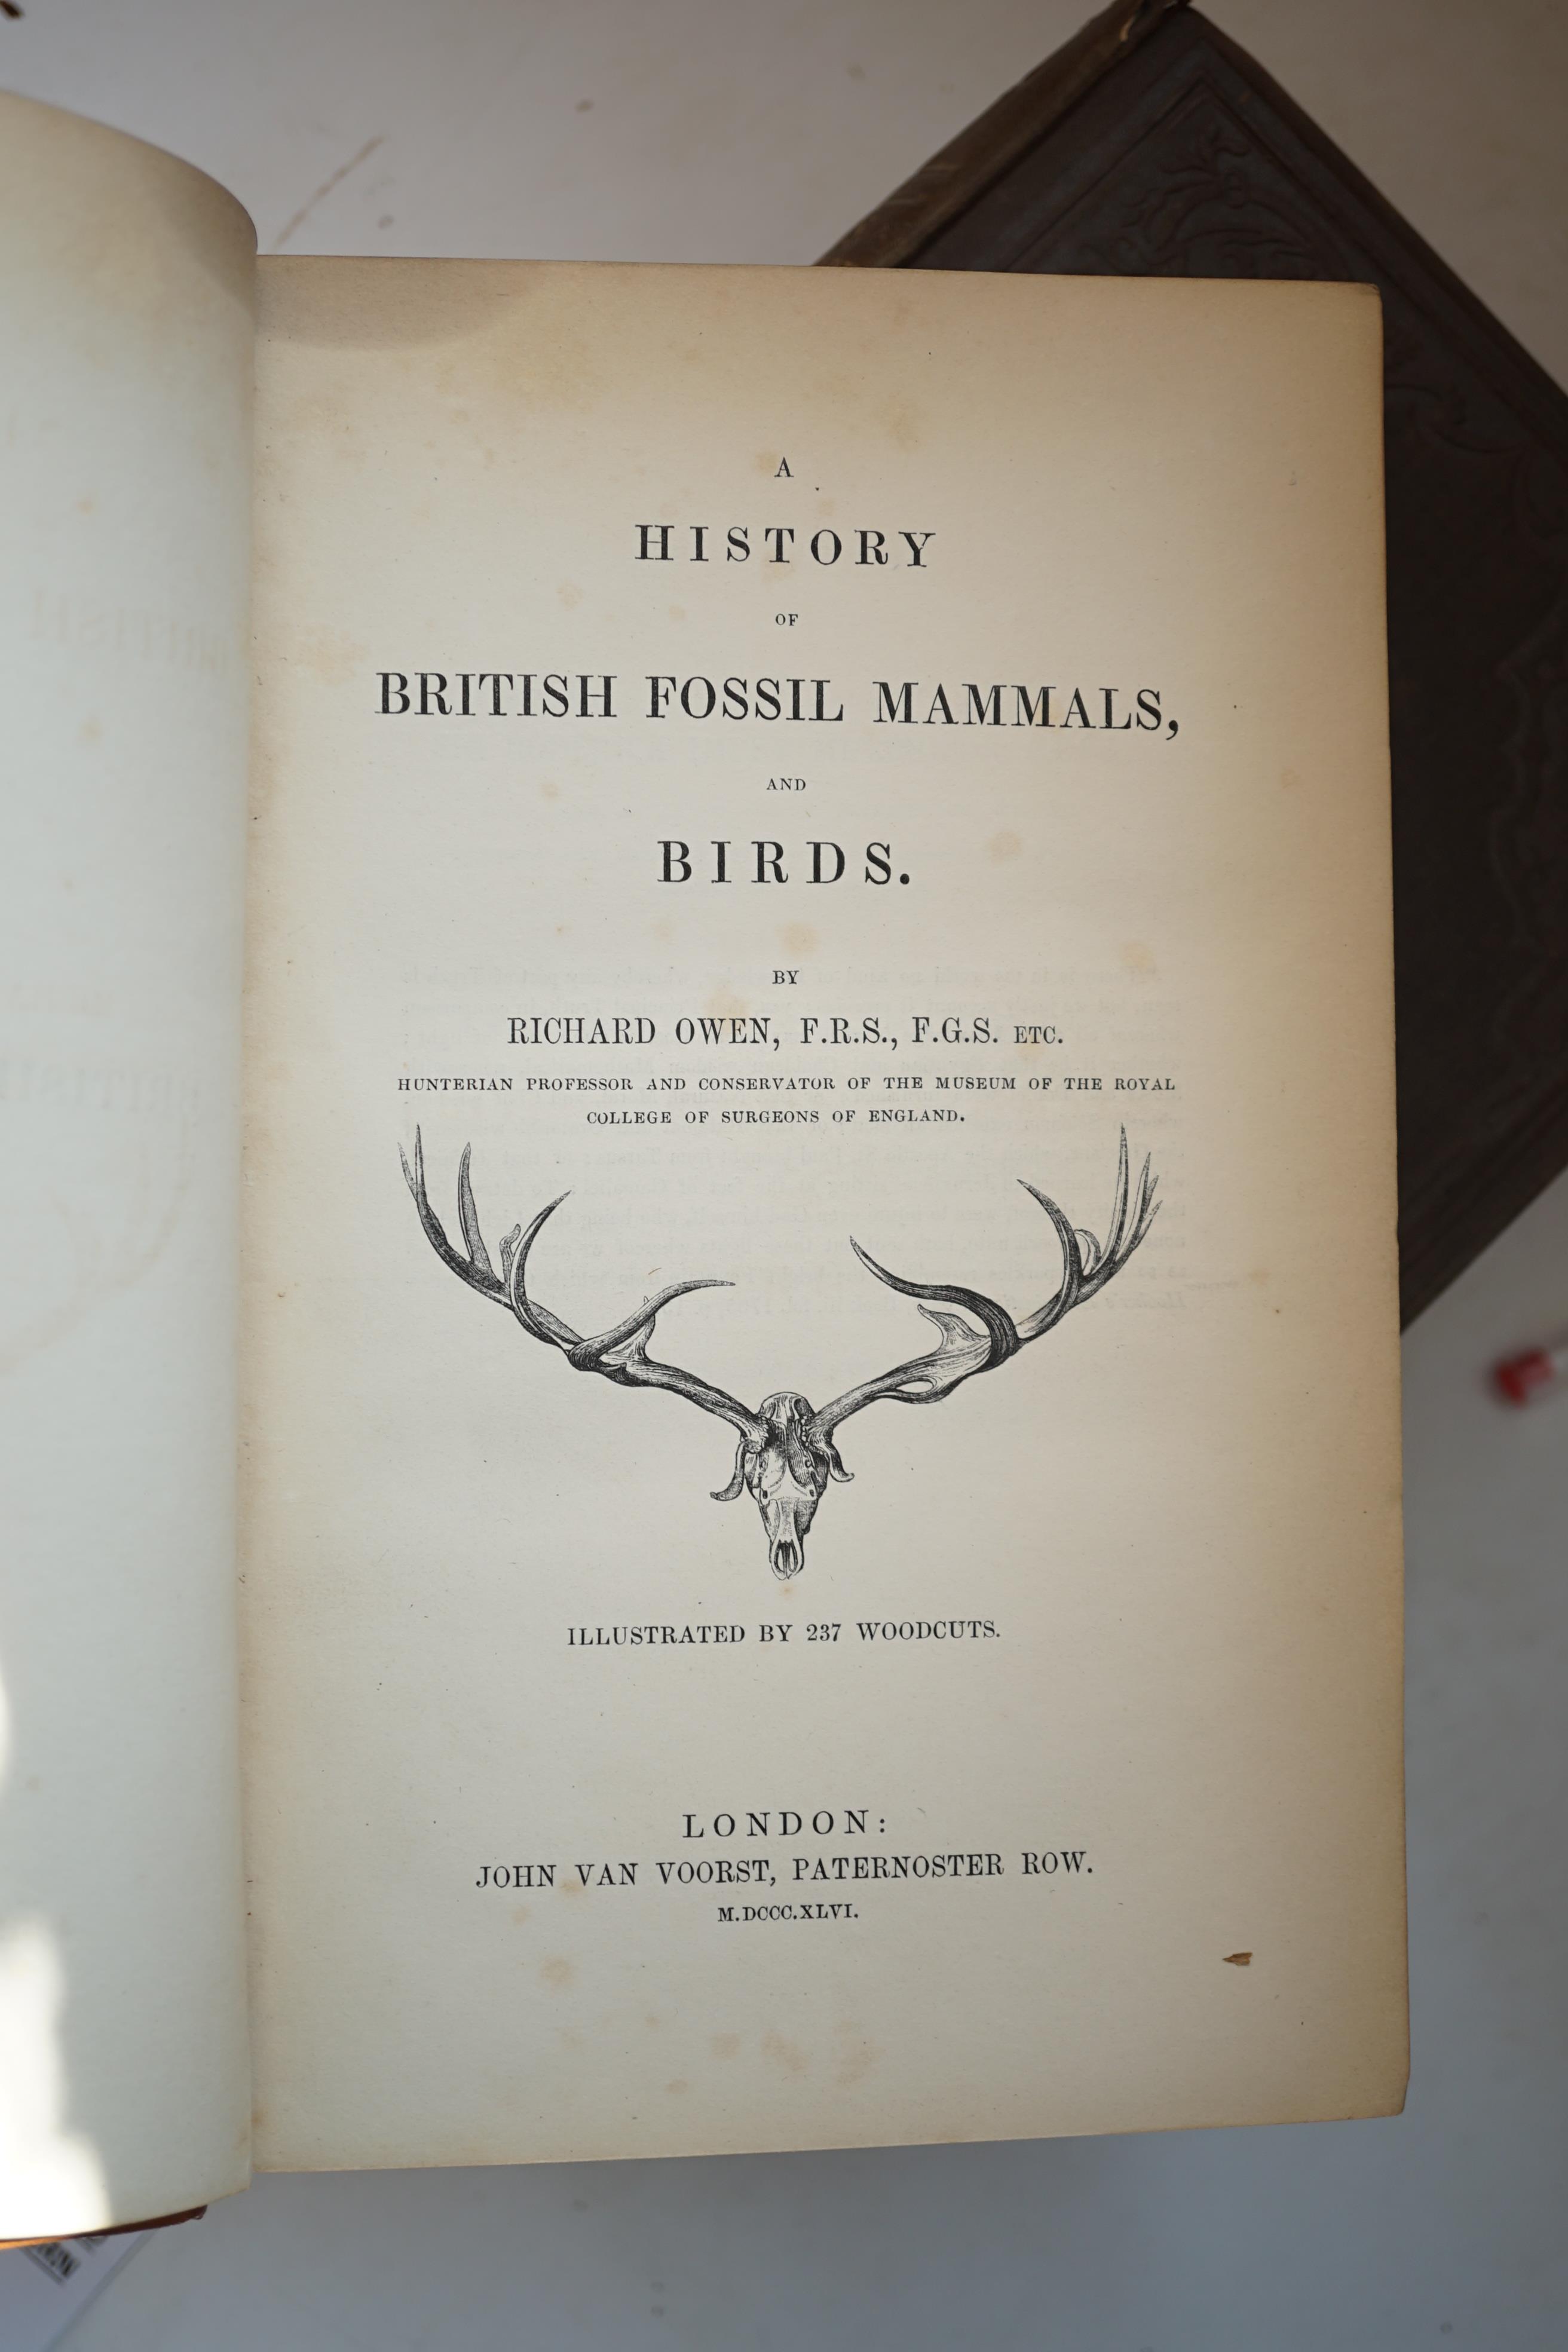 A
HISTORY
OF
BRITISH FOSSIL MAMMALS,
AND
BIRDS.
BY
RICHARD OWEN, F.R.S., F.G.S. ETC.
HUNTERIAN PROFESSOR AND CONSERVATOR OF THE MUSEUM OF THE ROYAL
COLLEGE OF SURGEONS OF ENGLAND.
ILLUSTRATED BY 237 WOODCUTS.
LONDON:
JOHN VAN VOORST, PATERNOSTER ROW.
M.DCCC.XLVI.